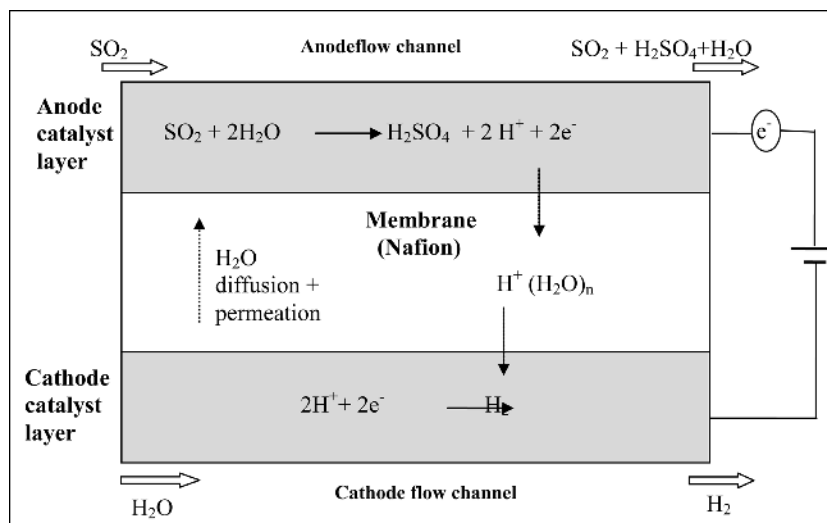 SO₂
Anodeflow channel
SO₂ + H₂SO₄+H₂O
Anode
catalyst
layer
SO₂ + 2H₂O → H₂SO₄ + 2 H⁺ + 2e⁻
e⁻
Membrane
(Nafion)
H₂O
diffusion +
permeation
H⁺ (H₂O)ₙ
Cathode
catalyst
layer
2H⁺+ 2e⁻ → H₂
H₂O
Cathode flow channel
H₂